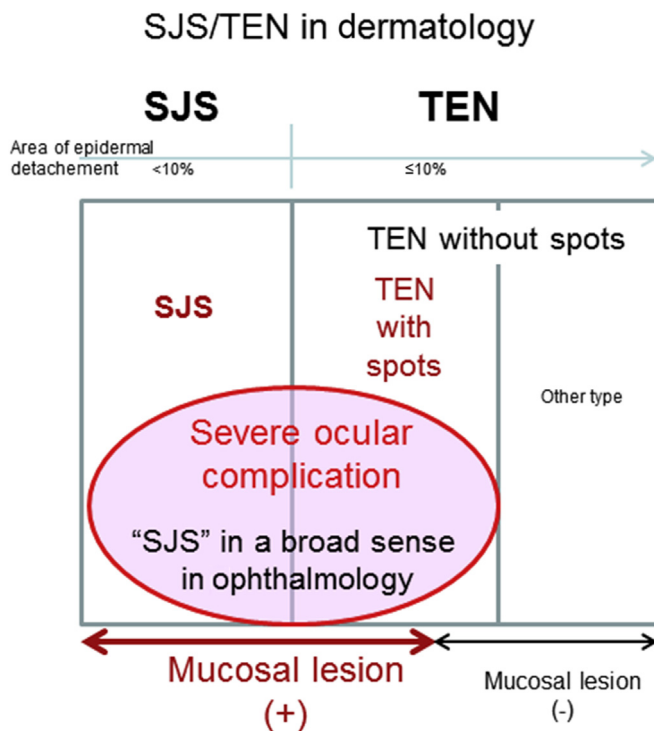 SJS/TEN in dermatology
SJS
TEN
Area of epidermal
detachement
<10%
≤10%
TEN without spots
SJS
TEN
with
spots
Other type
Severe ocular
complication
“SJS” in a broad sense
in ophthalmology
Mucosal lesion
(+)
Mucosal lesion
(-)